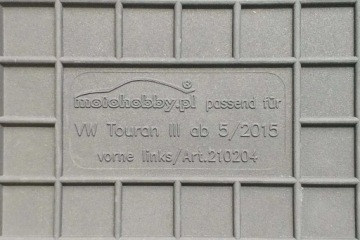 motohobby.pl® passend für
VW Touran III ab 5/2015
vorne links/Art.210204